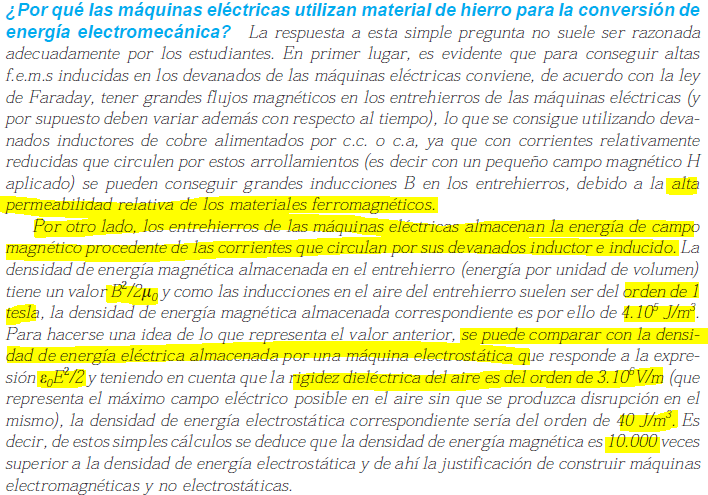 ¿Por qué las máquinas eléctricas utilizan material de hierro para la conversión de
energía electromecánica? La respuesta a esta simple pregunta no suele ser razonada
adecuadamente por los estudiantes. En primer lugar, es evidente que para conseguir altas
f.e.m.s inducidas en los devanados de las máquinas eléctricas conviene, de acuerdo con la ley
de Faraday, tener grandes flujos magnéticos en los entrehierros de las máquinas eléctricas (y
por supuesto deben variar además con respecto al tiempo), lo que se consigue utilizando deva-
nados inductores de cobre alimentados por c.c. o c.a, ya que con corrientes relativamente
reducidas que circulen por estos arrollamientos (es decir con un pequeño campo magnético H
aplicado) se pueden conseguir grandes inducciones B en los entrehierros, debido a la alta
permeabilidad relativa de los materiales ferromagnéticos.
Por otro lado, los entrehierros de las máquinas eléctricas almacenan la energía de campo
magnético procedente de las corrientes que circulan por sus devanados inductor e inducido. La
densidad de energía magnética almacenada en el entrehierro (energía por unidad de volumen)
tiene un valor B²/2μ₀ y como las inducciones en el aire del entrehierro suelen ser del orden de 1
tesla, la densidad de energía magnética almacenada correspondiente es por ello de 4.10⁵ J/m³.
Para hacerse una idea de lo que representa el valor anterior, se puede comparar con la densi-
dad de energía eléctrica almacenada por una máquina electrostática que responde a la expre-
sión ε₀E²/2 y teniendo en cuenta que la rigidez dieléctrica del aire es del orden de 3.10⁶V/m (que
representa el máximo campo eléctrico posible en el aire sin que se produzca disrupción en el
mismo), la densidad de energía electrostática correspondiente sería del orden de 40 J/m³. Es
decir, de estos simples cálculos se deduce que la densidad de energía magnética es 10.000 veces
superior a la densidad de energía electrostática y de ahí la justificación de construir máquinas
electromagnéticas y no electrostáticas.